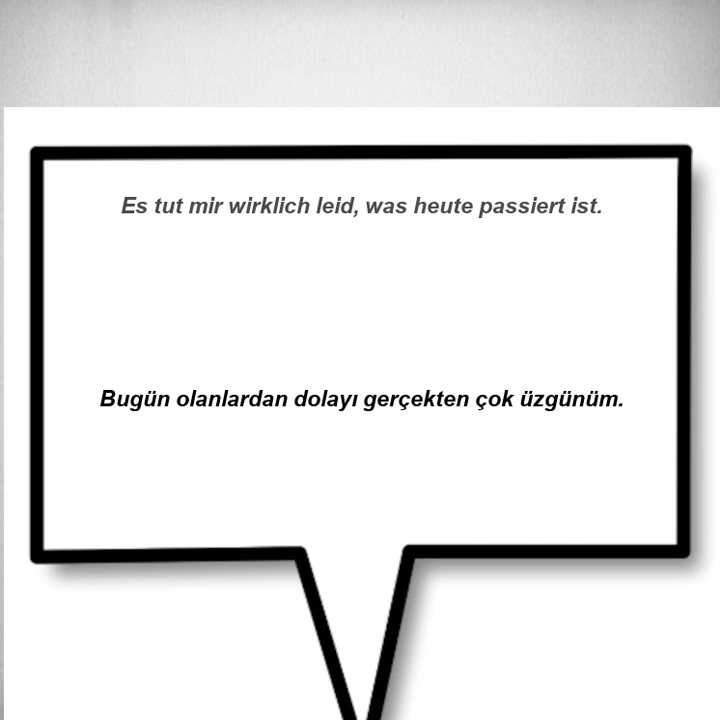 Es tut mir wirklich leid, was heute passiert ist.
Bugün olanlardan dolayı gerçekten çok üzgünüm.